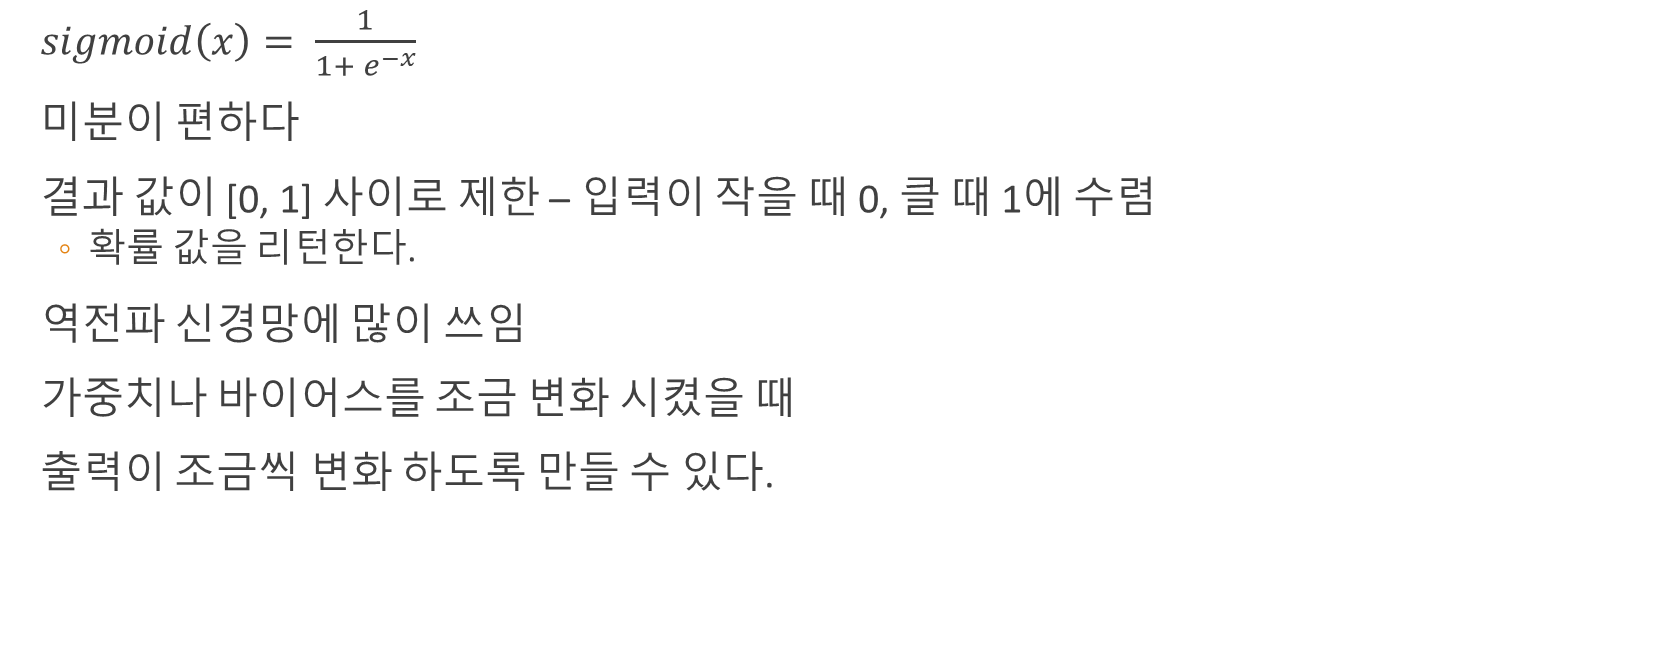 sigmoid(x) = 1 / (1+ e^{-x})
미분이 편하다
결과 값이 [0, 1] 사이로 제한 – 입력이 작을 때 0, 클 때 1에 수렴
◦ 확률 값을 리턴한다.
역전파 신경망에 많이 쓰임
가중치나 바이어스를 조금 변화 시켰을 때
출력이 조금씩 변화 하도록 만들 수 있다.